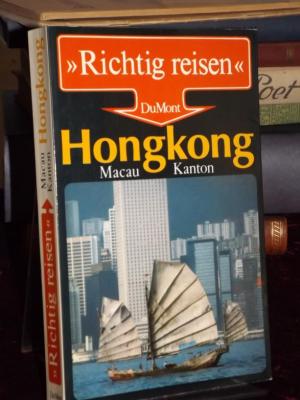 »Richtig reisen«
DuMont
Hongkong
Macau Kanton
»Richtig reisen«
Macau
Kanton
Hongkong
Poet